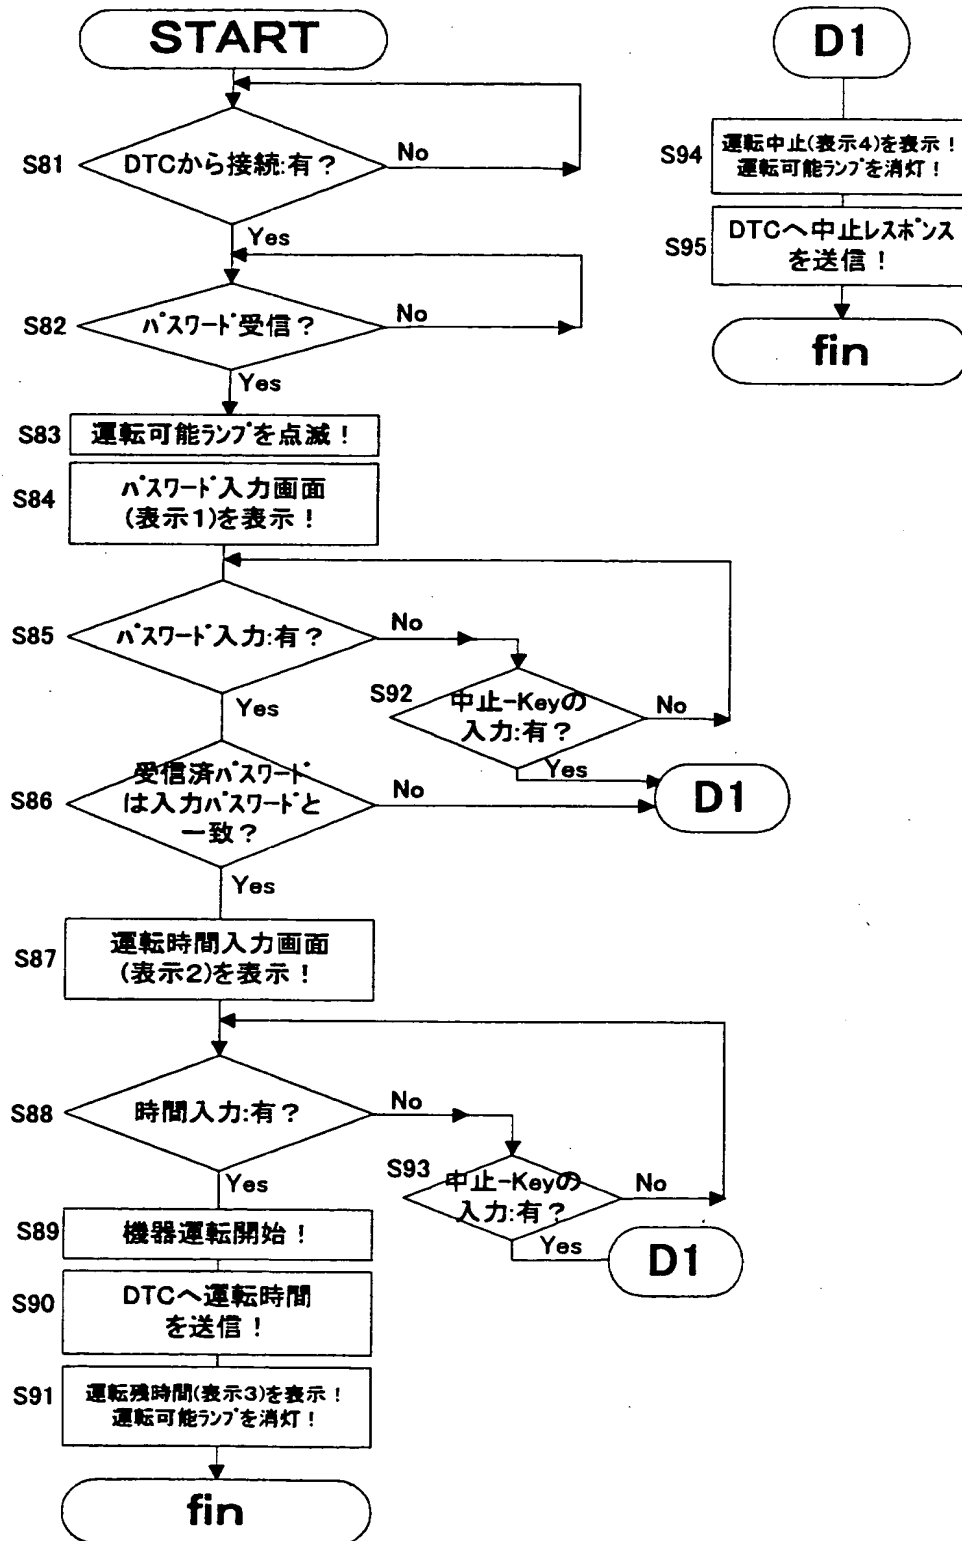 START
S81
DTCから接続:有？
No
Yes
S82
パスワード受信？
No
Yes
S83
運転可能ランプを点滅！
S84
パスワード入力画面
(表示1)を表示！
S85
パスワード入力:有？
No
Yes
S92
中止-Keyの
入力:有？
No
Yes
D1
S86
受信済パスワード
は入力パスワードと
一致？
No
Yes
S87
運転時間入力画面
(表示2)を表示！
S88
時間入力:有？
No
Yes
S93
中止-Keyの
入力:有？
No
Yes
D1
S89
機器運転開始！
S90
DTCへ運転時間
を送信！
S91
運転残時間(表示3)を表示！
運転可能ランプを消灯！
fin
D1
S94
運転中止(表示4)を表示！
運転可能ランプを消灯！
S95
DTCへ中止レスポンス
を送信！
fin